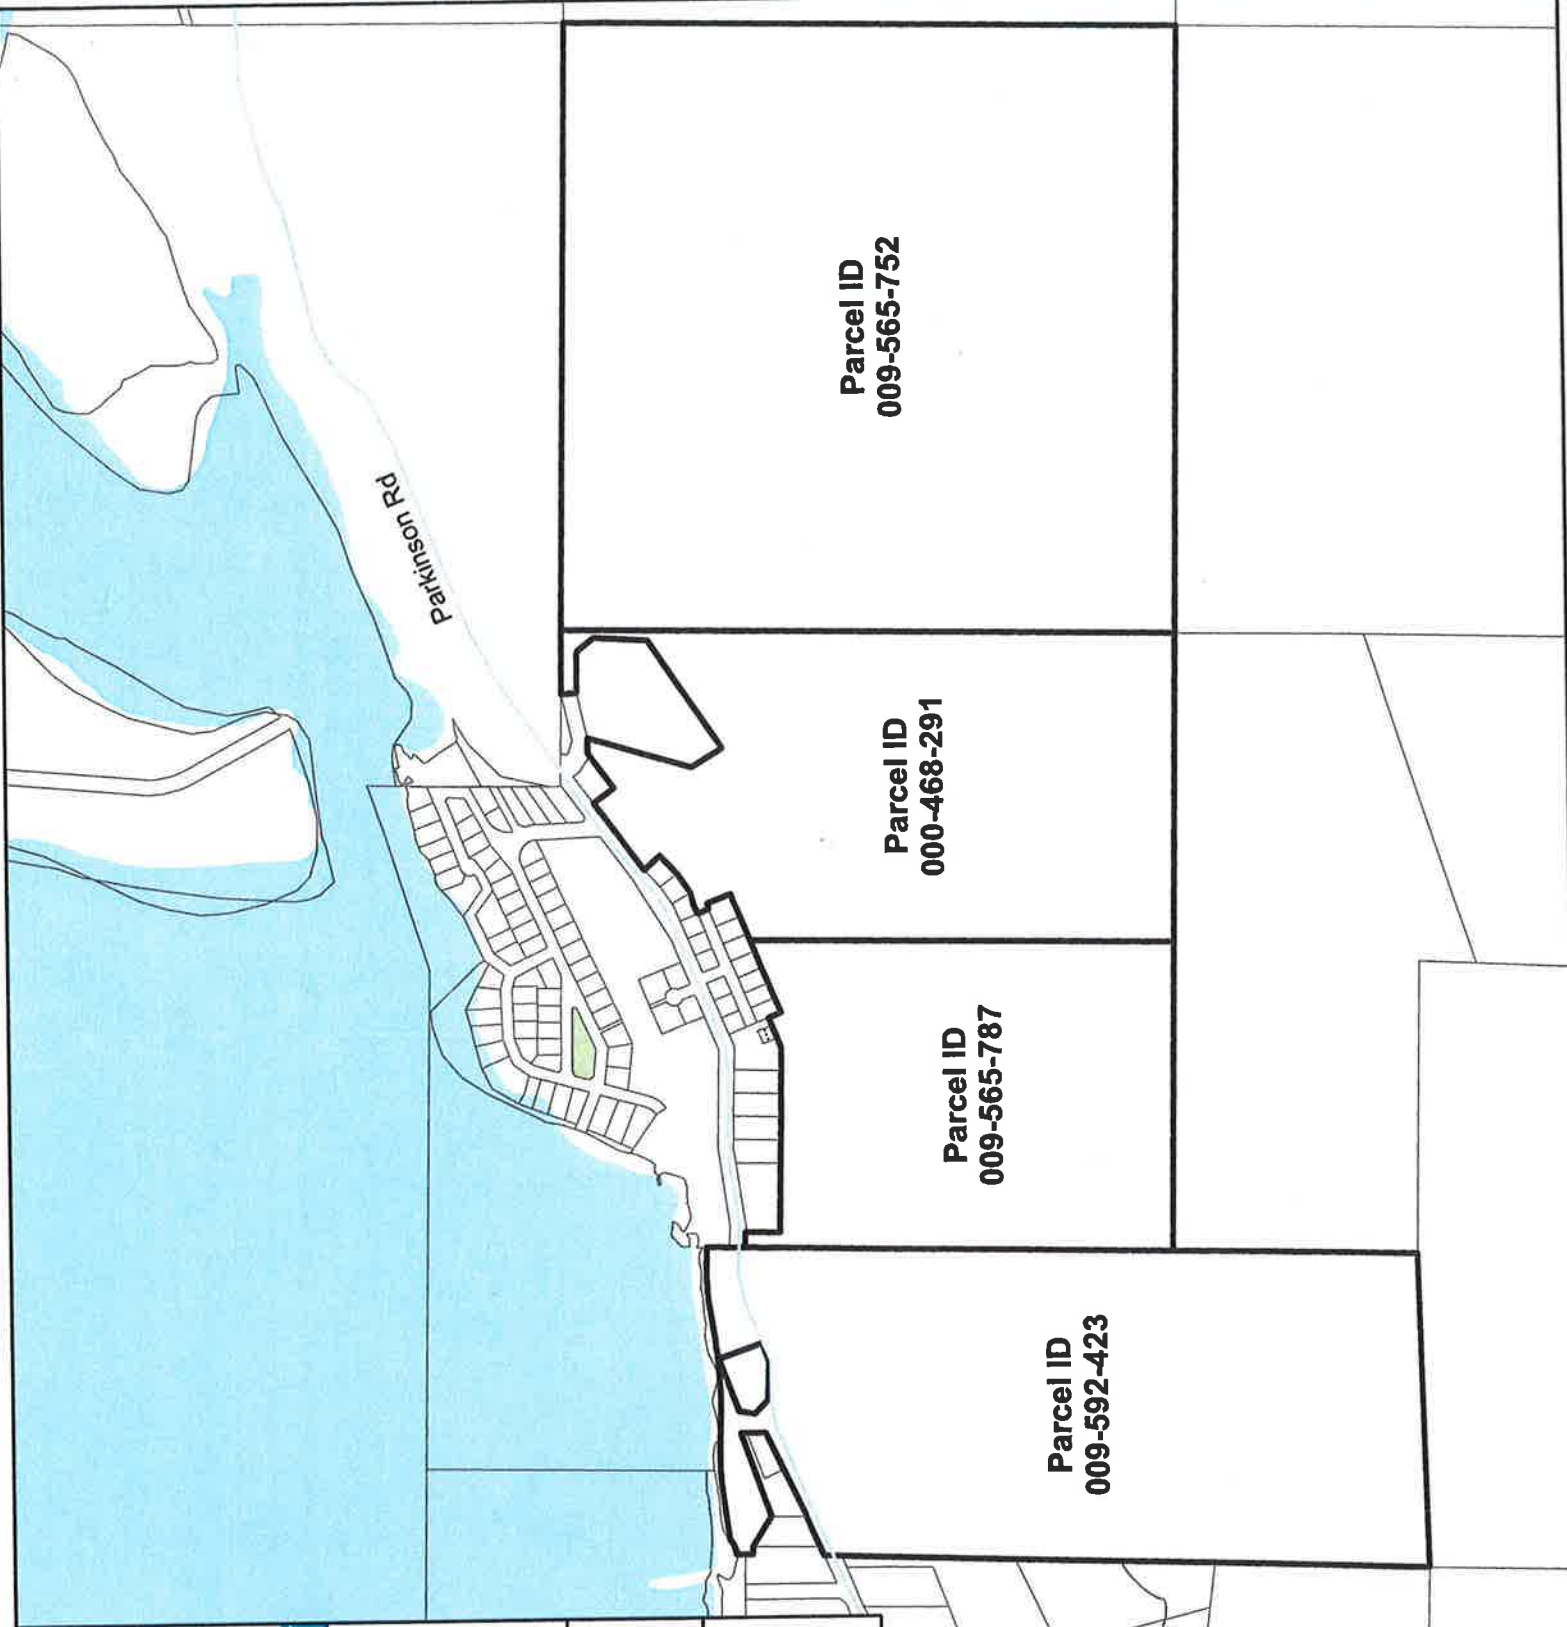 Parkinson Rd
Parcel ID
009-592-423
Parcel ID
009-565-787
Parcel ID
000-468-291
Parcel ID
009-565-752